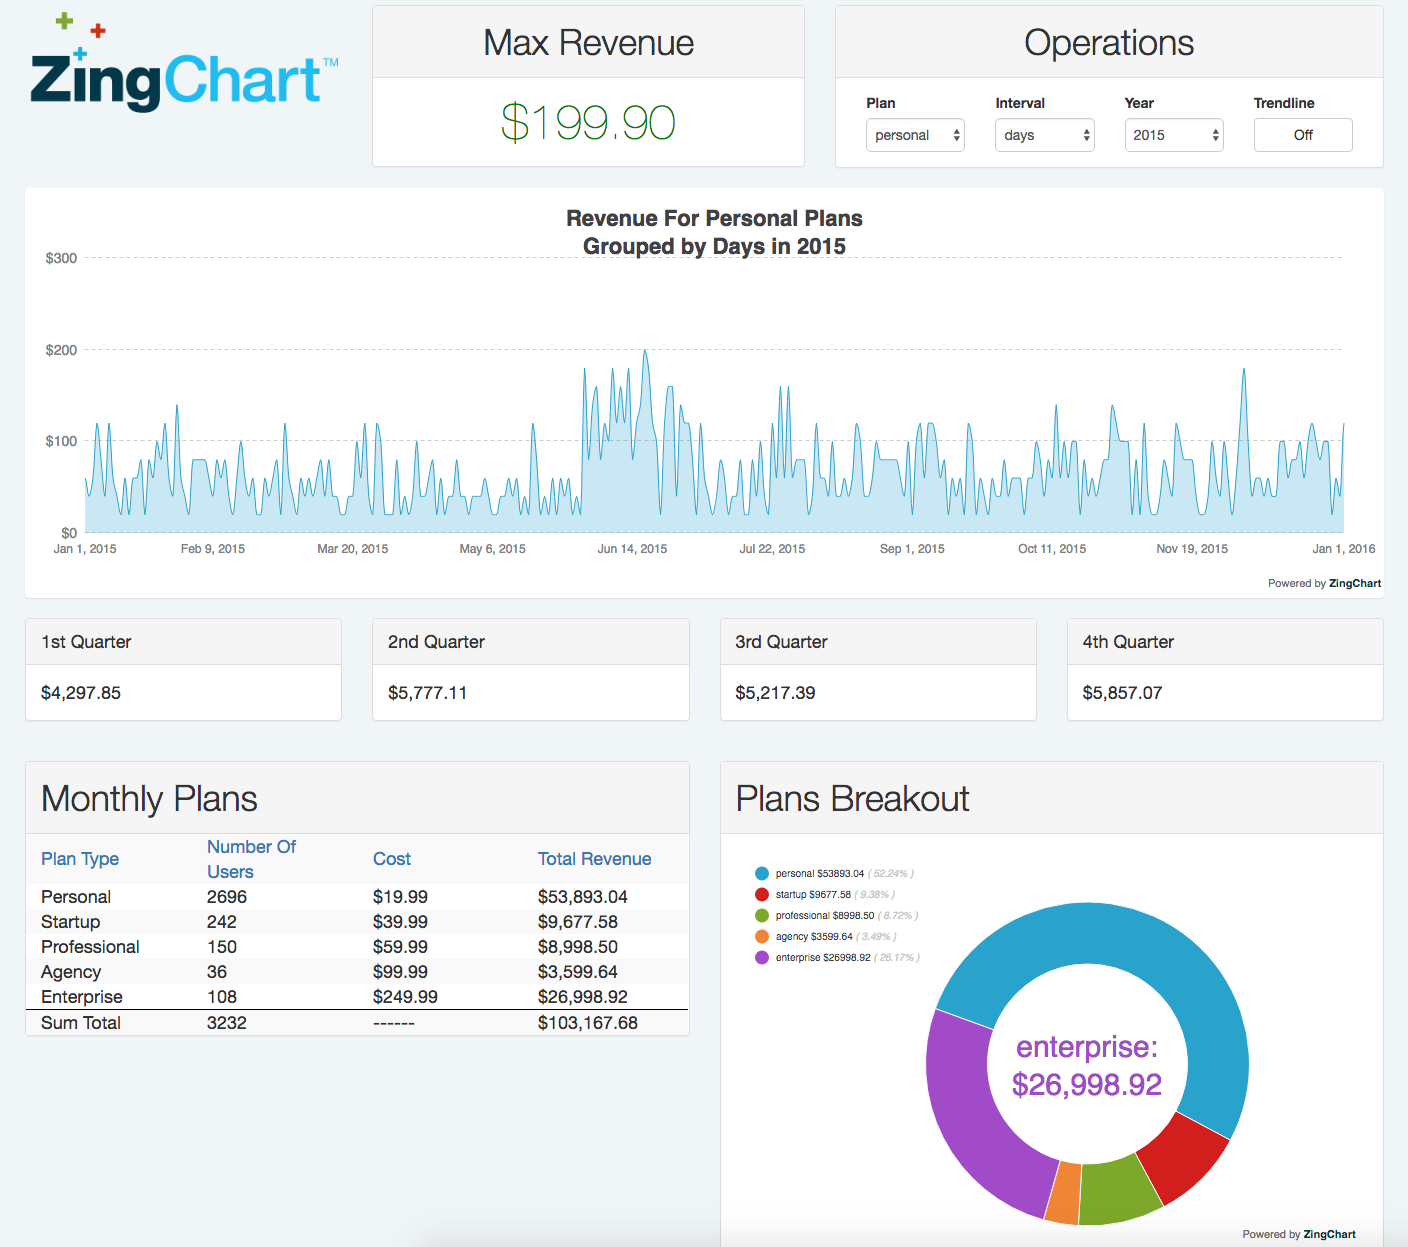 ZingChart™
Max Revenue
$199.90
Operations
Plan Interval Year Trendline
personal days 2015 Off
Revenue For Personal Plans
Grouped by Days in 2015
$300
$200
$100
$0
Jan 1, 2015 Feb 9, 2015 Mar 20, 2015 May 6, 2015 Jun 14, 2015 Jul 22, 2015 Sep 1, 2015 Oct 11, 2015 Nov 19, 2015 Jan 1, 2016
Powered by ZingChart
1st Quarter
$4,297.85
2nd Quarter
$5,777.11
3rd Quarter
$5,217.39
4th Quarter
$5,857.07
Monthly Plans
Plan Type Number Of Users Cost Total Revenue
Personal 2696 $19.99 $53,893.04
Startup 242 $39.99 $9,677.58
Professional 150 $59.99 $8,998.50
Agency 36 $99.99 $3,599.64
Enterprise 108 $249.99 $26,998.92
Sum Total 3232 ------ $103,167.68
Plans Breakout
personal $53893.04 ( 52.24% )
startup $9677.58 ( 9.38% )
professional $8998.50 ( 8.72% )
agency $3599.64 ( 3.49% )
enterprise $26998.92 ( 26.17% )
enterprise:
$26,998.92
Powered by ZingChart